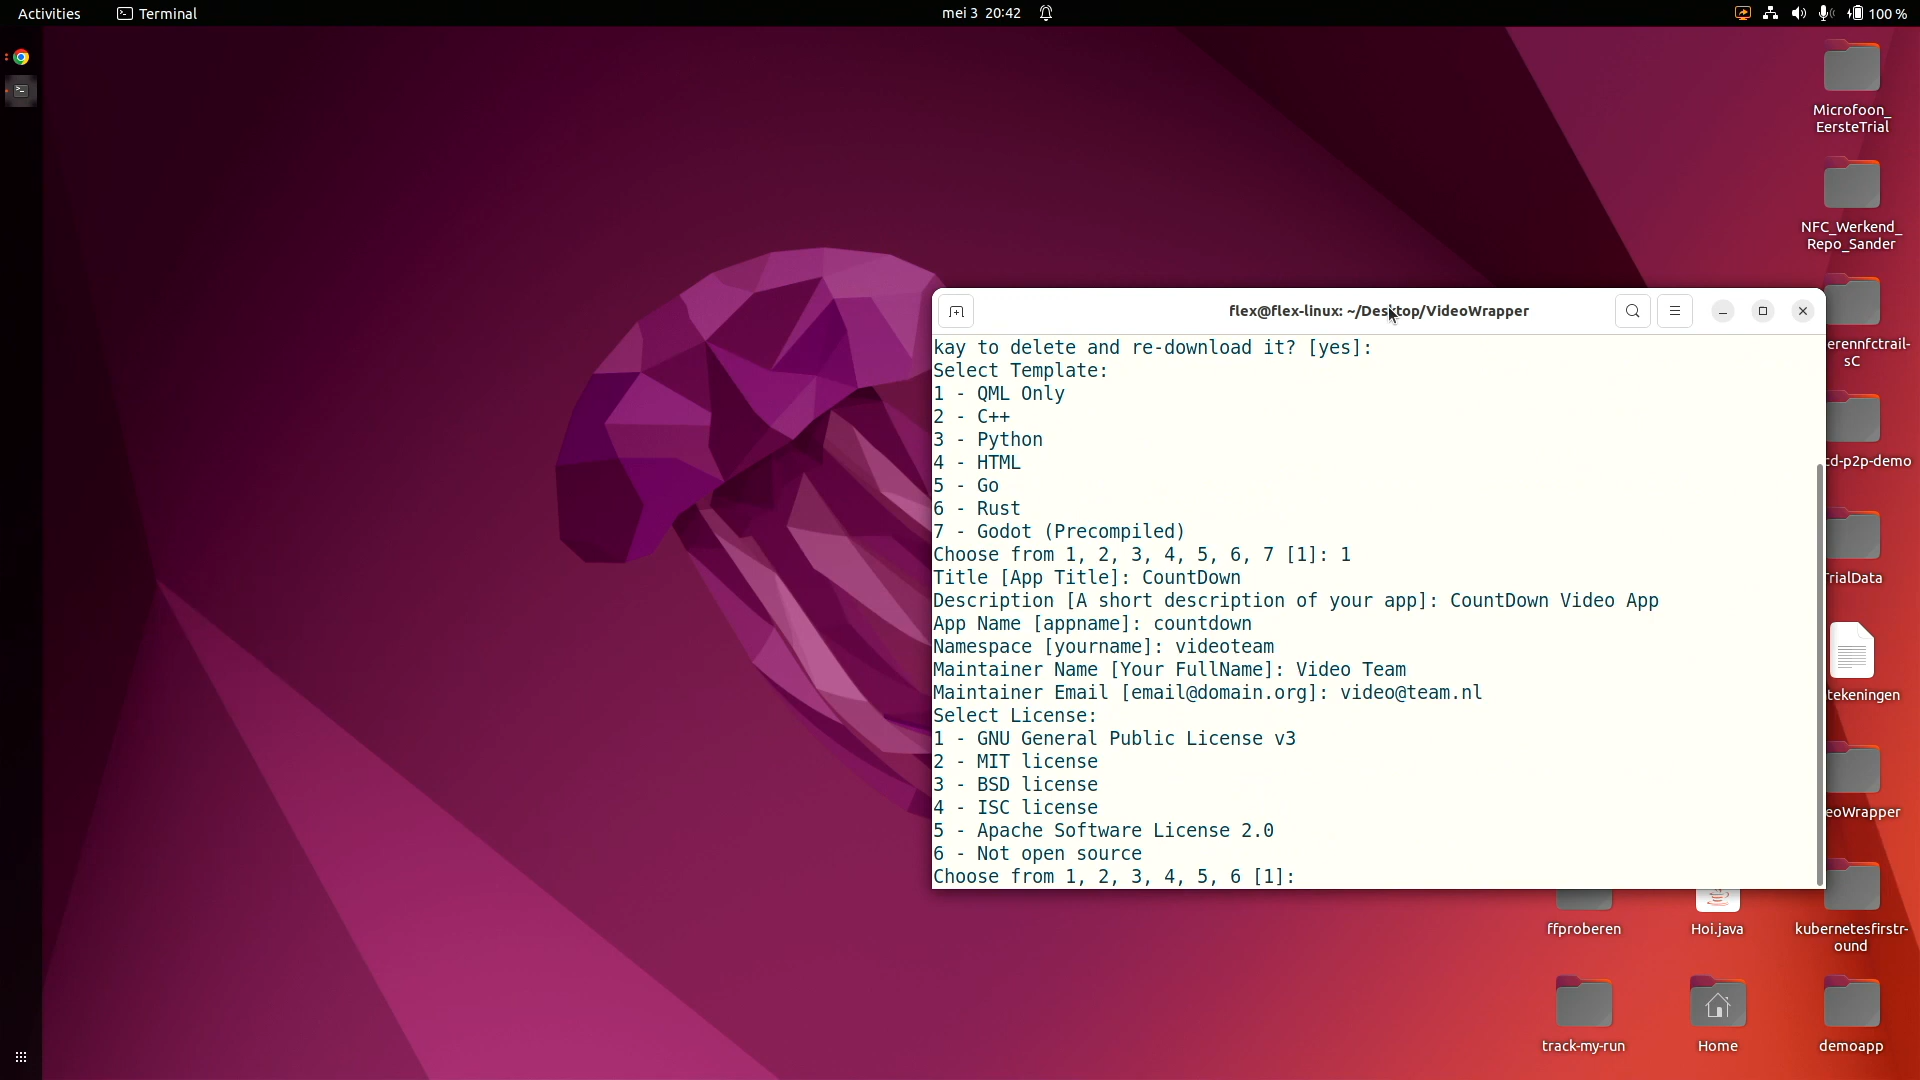 Activities
Terminal
mei 3 20:42
100 %
Microfoon_
EersteTrial
NFC_Werkend_
Repo_Sander
flex@flex-linux: ~/Desktop/VideoWrapper
kay to delete and re-download it? [yes]:
Select Template:
1 - QML Only
2 - C++
3 - Python
4 - HTML
5 - Go
6 - Rust
7 - Godot (Precompiled)
Choose from 1, 2, 3, 4, 5, 6, 7 [1]: 1
Title [App Title]: CountDown
Description [A short description of your app]: CountDown Video App
App Name [appname]: countdown
Namespace [yourname]: videoteam
Maintainer Name [Your FullName]: Video Team
Maintainer Email [email@domain.org]: video@team.nl
Select License:
1 - GNU General Public License v3
2 - MIT license
3 - BSD license
4 - ISC license
5 - Apache Software License 2.0
6 - Not open source
Choose from 1, 2, 3, 4, 5, 6 [1]:
erennfctrail-
sC
cd-p2p-demo
TrialData
tekeningen
eoWrapper
ffproberen
Hoi.java
kubernetesfirstr-
ound
track-my-run
Home
demoapp